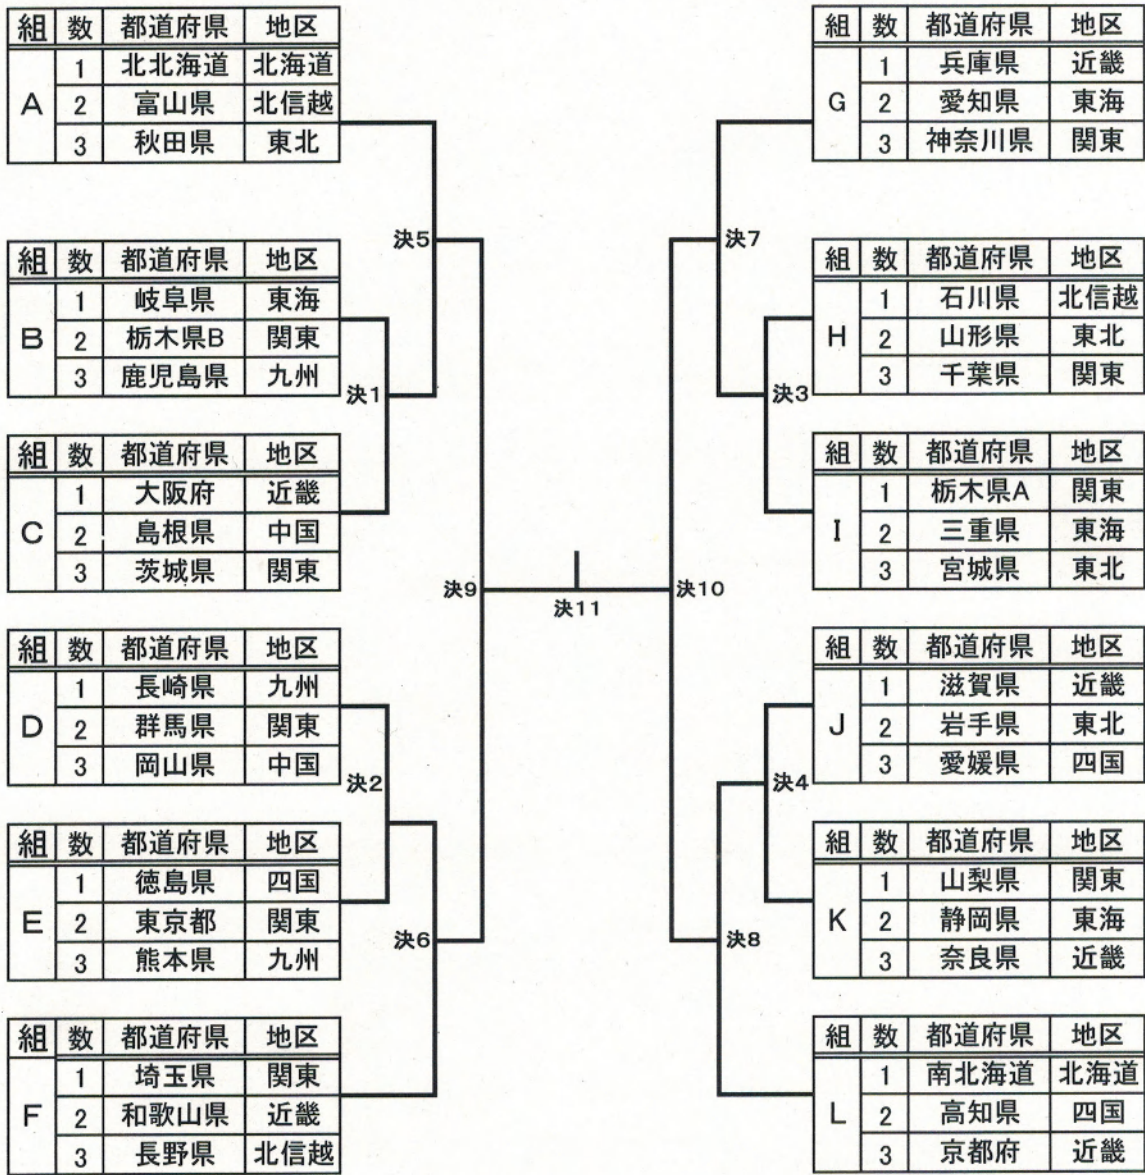 組 数 都道府県 地区
A 1 北北海道 北海道
2 富山県 北信越
3 秋田県 東北
組 数 都道府県 地区
B 1 岐阜県 東海
2 栃木県B 関東
3 鹿児島県 九州
組 数 都道府県 地区
C 1 大阪府 近畿
2 島根県 中国
3 茨城県 関東
組 数 都道府県 地区
D 1 長崎県 九州
2 群馬県 関東
3 岡山県 中国
組 数 都道府県 地区
E 1 徳島県 四国
2 東京都 関東
3 熊本県 九州
組 数 都道府県 地区
F 1 埼玉県 関東
2 和歌山県 近畿
3 長野県 北信越
決5
決1
決9
決2
決6
決11
決7
決3
決10
決4
決8
組 数 都道府県 地区
G 1 兵庫県 近畿
2 愛知県 東海
3 神奈川県 関東
組 数 都道府県 地区
H 1 石川県 北信越
2 山形県 東北
3 千葉県 関東
組 数 都道府県 地区
I 1 栃木県A 関東
2 三重県 東海
3 宮城県 東北
組 数 都道府県 地区
J 1 滋賀県 近畿
2 岩手県 東北
3 愛媛県 四国
組 数 都道府県 地区
K 1 山梨県 関東
2 静岡県 東海
3 奈良県 近畿
組 数 都道府県 地区
L 1 南北海道 北海道
2 高知県 四国
3 京都府 近畿